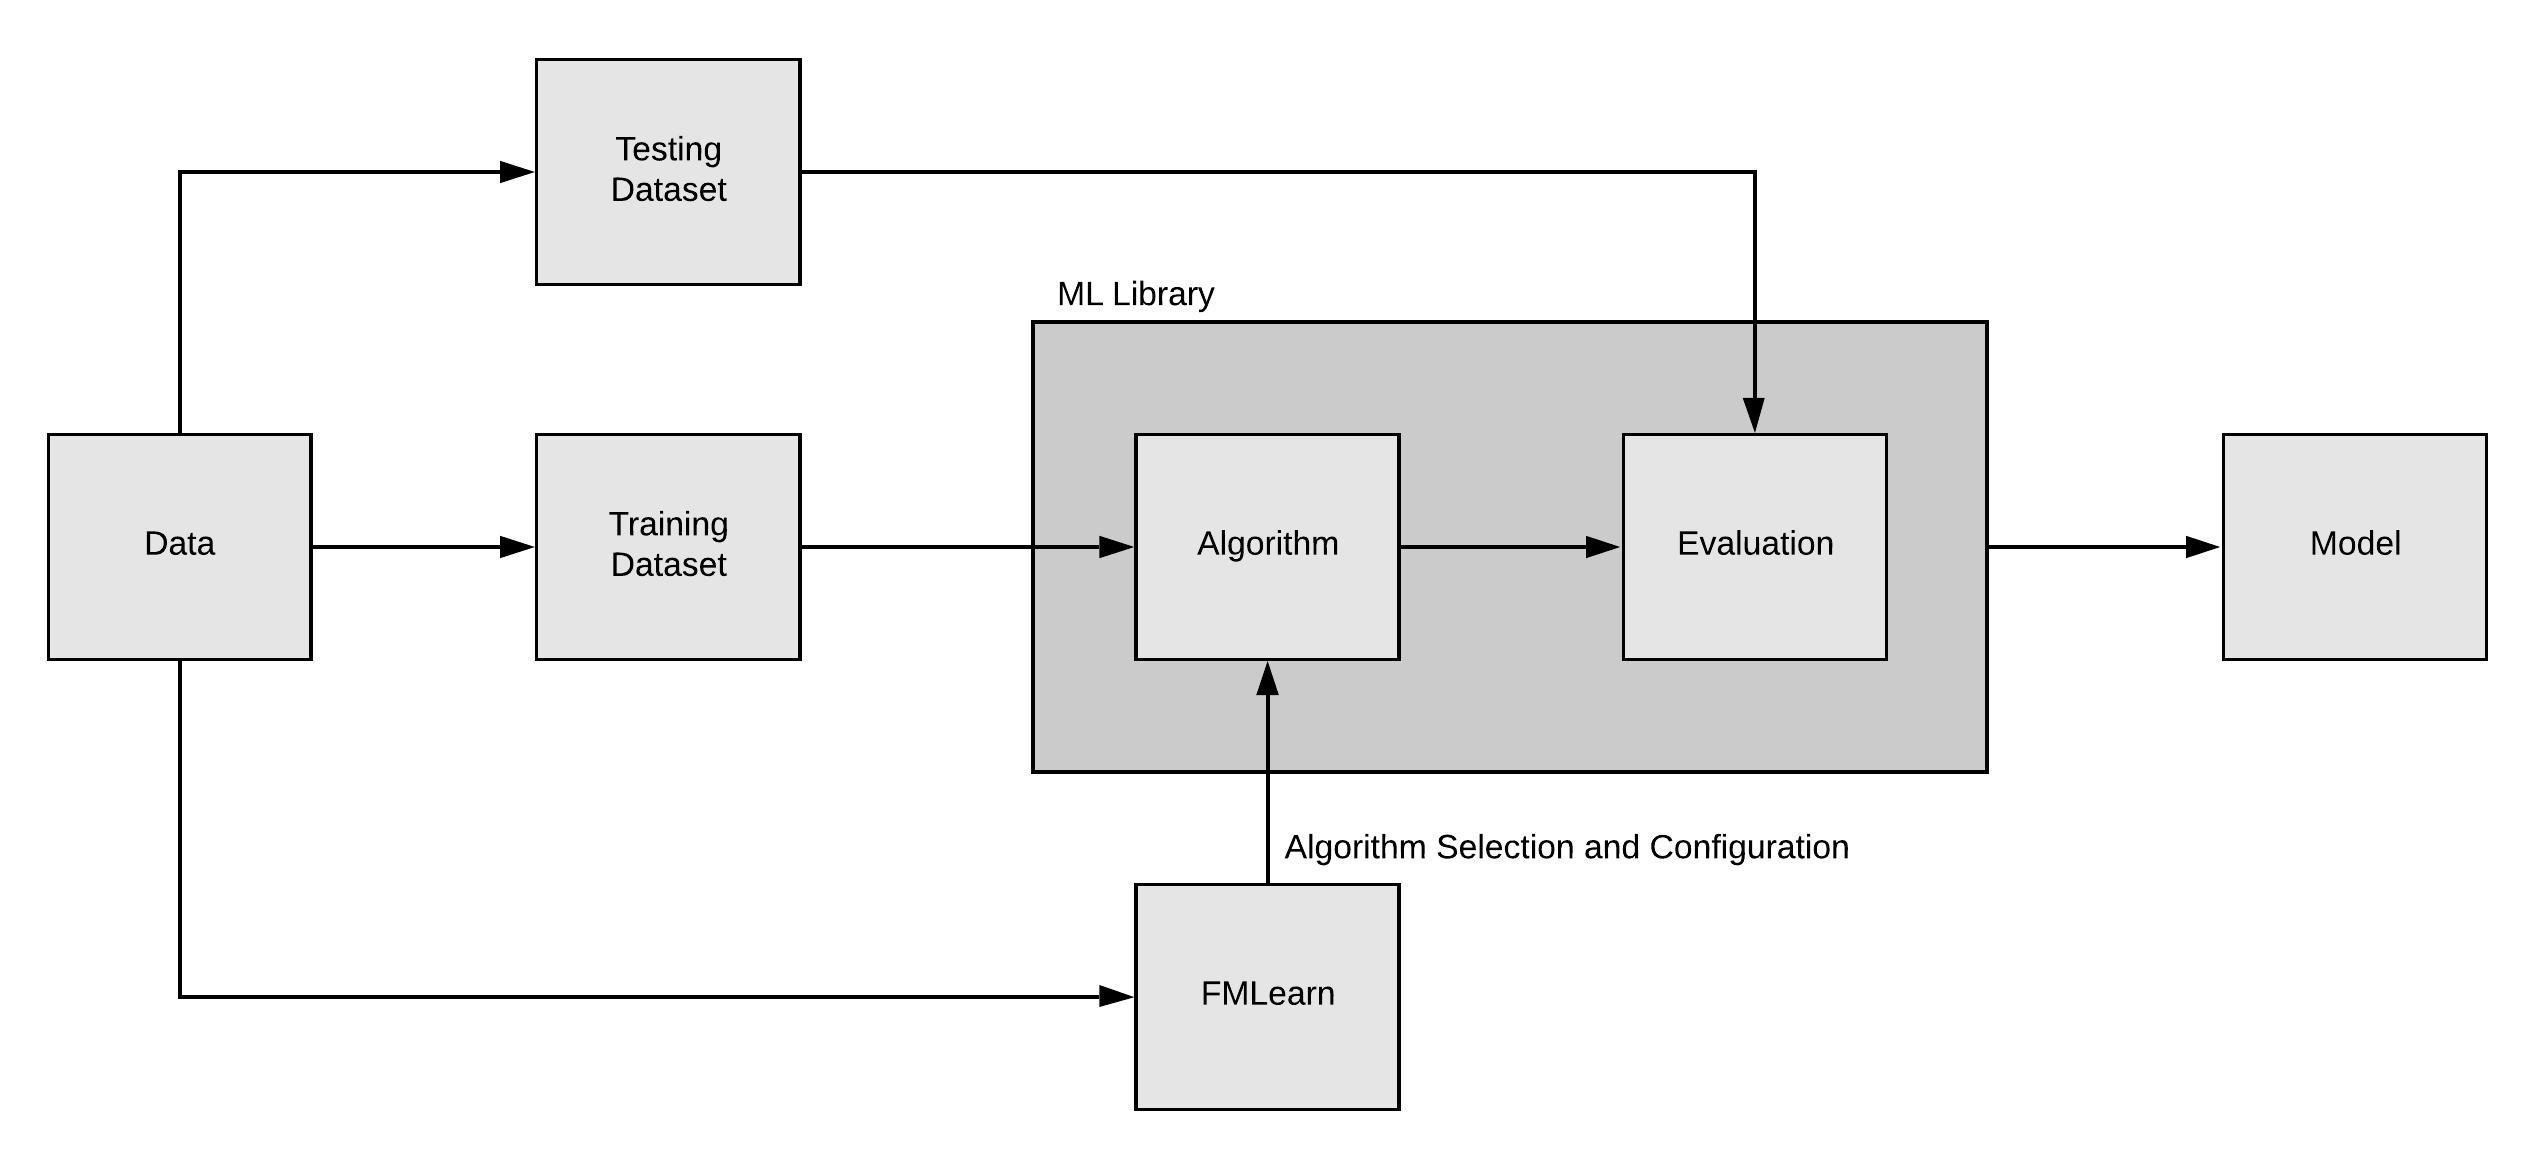 Testing
Dataset
ML Library
Data
Training
Dataset
Algorithm
Evaluation
Model
Algorithm Selection and Configuration
FMLearn